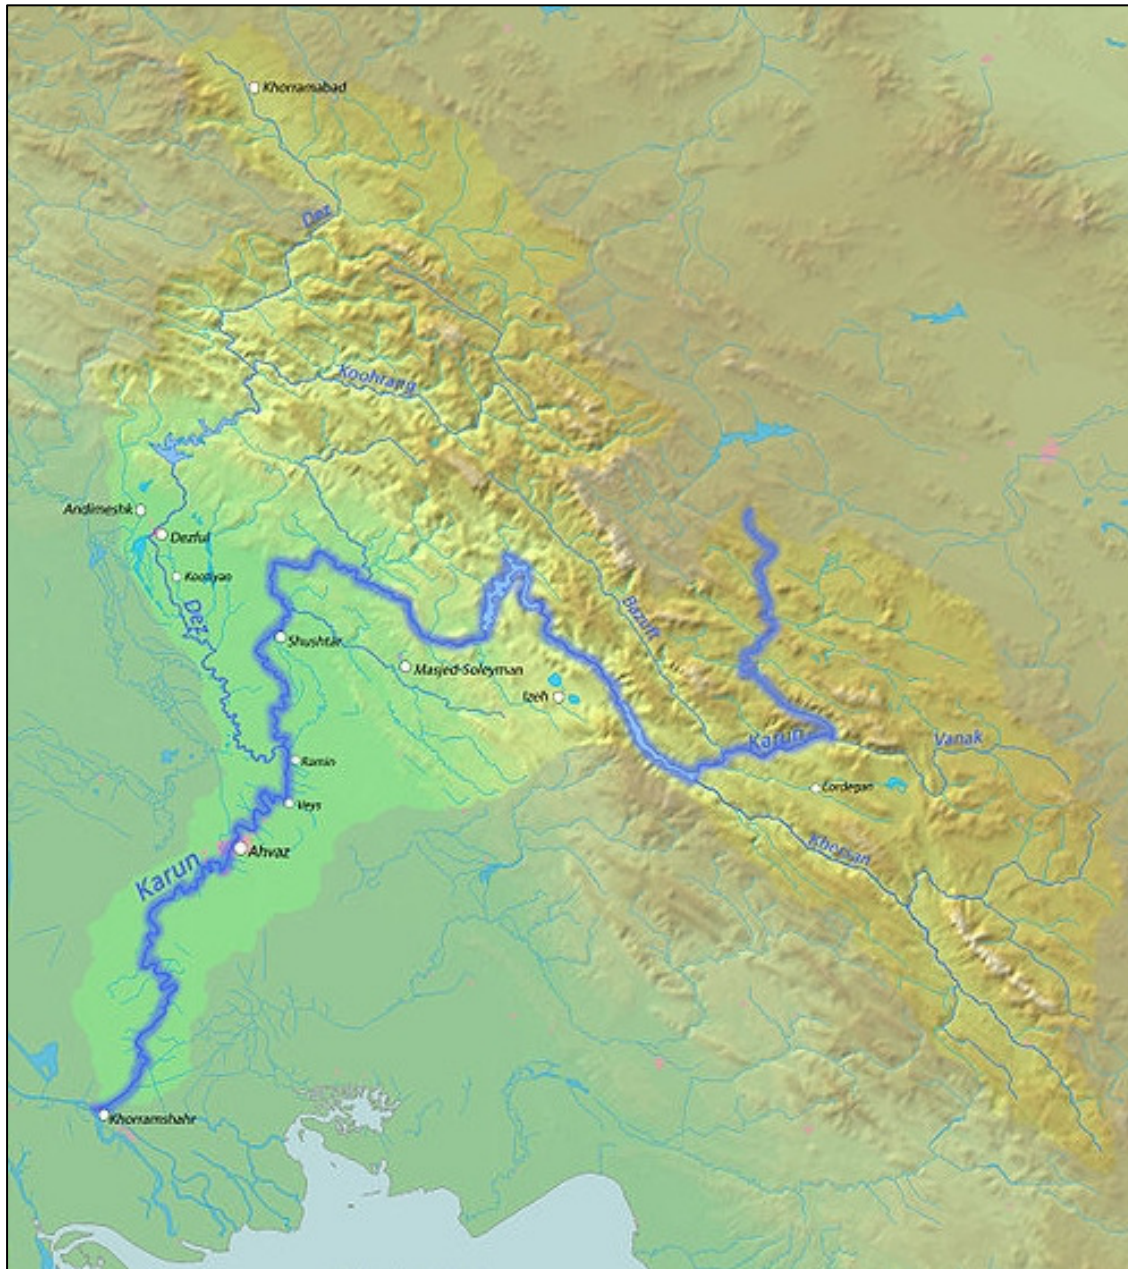 Khorramabad
Dez
Koohrang
Andimeshk
Dezful
Dez
Shushtar
Bazuft
Masjed-Soleyman
Izeh
Karun
Vanak
Ramin
Lordegan
Veys
Khersan
Ahvaz
Karun
Khorramshahr